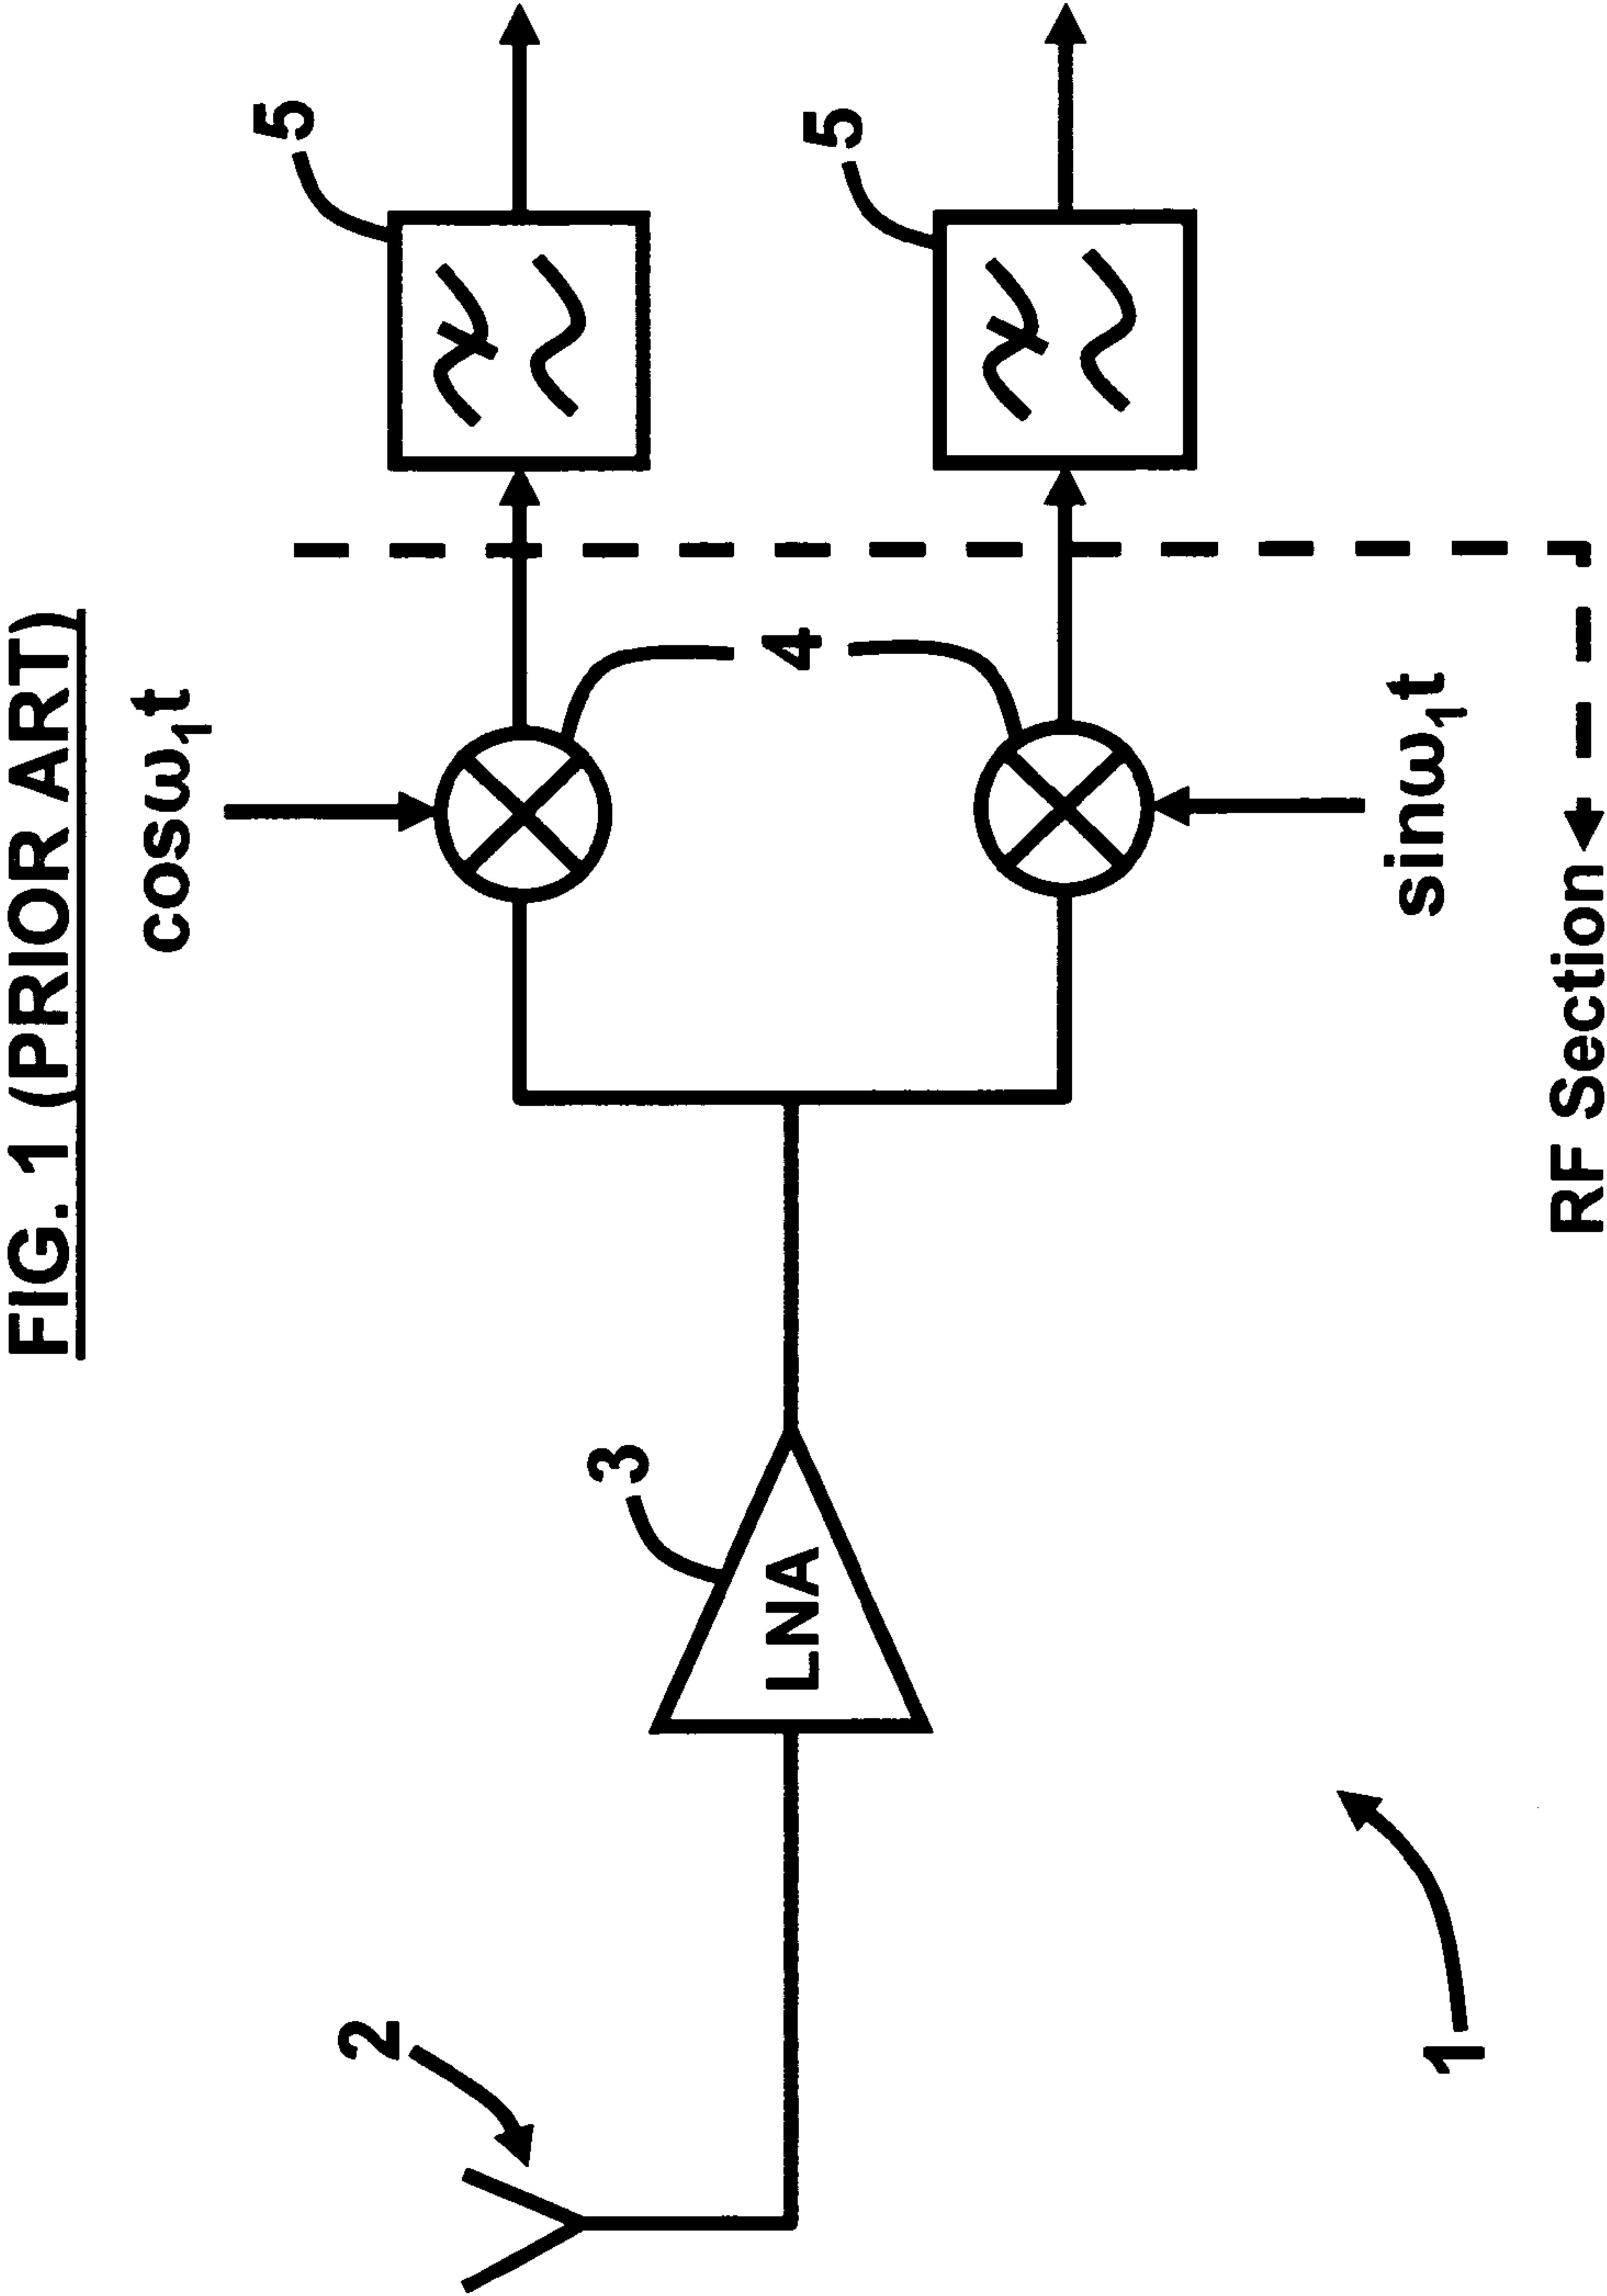 FIG. 1 (PRIOR ART)
cosω₁t
5
2
3
4
5
LNA
sinω₁t
1
RF Section